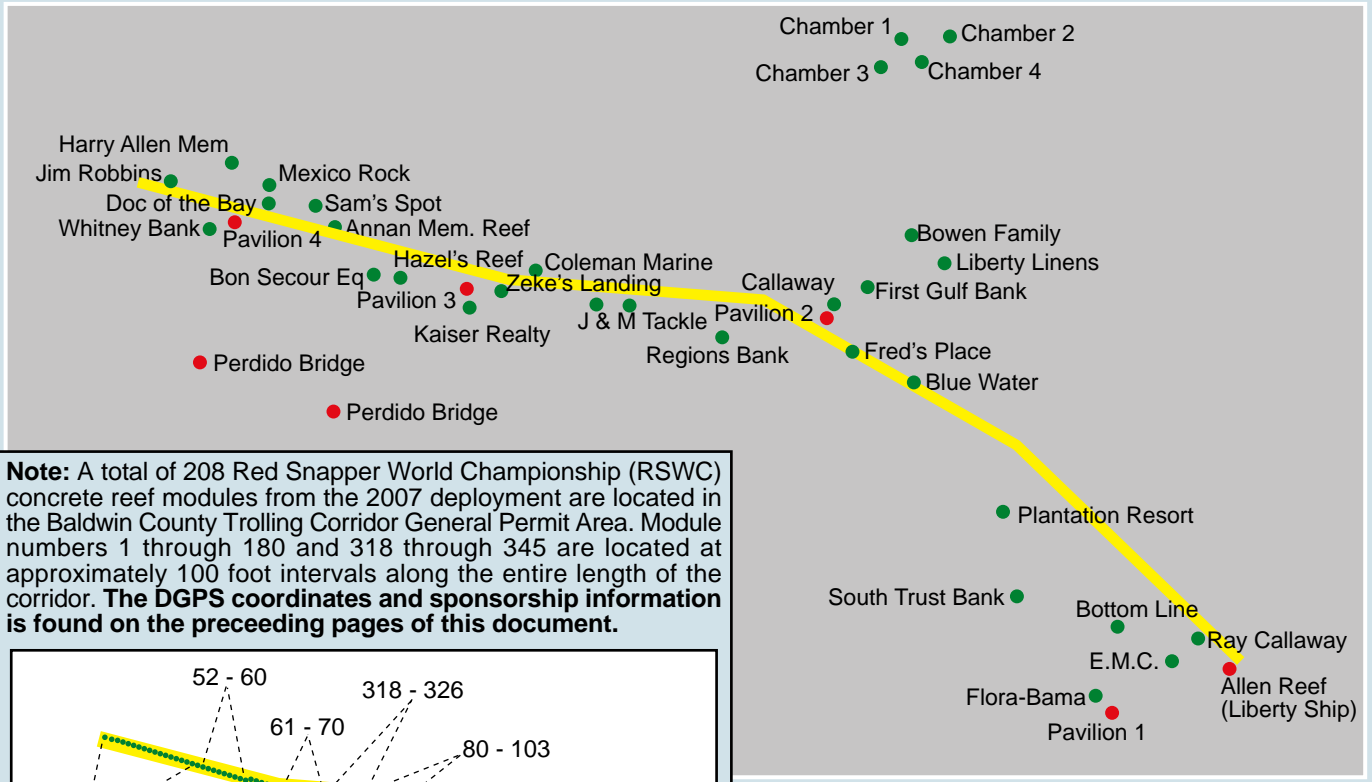 Chamber 1
Chamber 2
Chamber 3
Chamber 4
Harry Allen Mem
Jim Robbins
Mexico Rock
Doc of the Bay
Sam's Spot
Whitney Bank
Pavilion 4
Annan Mem. Reef
Bowen Family
Hazel's Reef
Coleman Marine
Liberty Linens
Bon Secour Eq
Zeke's Landing
Callaway
First Gulf Bank
Pavilion 3
Pavilion 2
J & M Tackle
Kaiser Realty
Regions Bank
Fred's Place
Perdido Bridge
Blue Water
Perdido Bridge
Note: A total of 208 Red Snapper World Championship (RSWC)
concrete reef modules from the 2007 deployment are located in
the Baldwin County Trolling Corridor General Permit Area. Module
numbers 1 through 180 and 318 through 345 are located at
approximately 100 foot intervals along the entire length of the
corridor. The DGPS coordinates and sponsorship information
is found on the preceeding pages of this document.
Plantation Resort
South Trust Bank
Bottom Line
Ray Callaway
E.M.C.
Allen Reef
(Liberty Ship)
Flora-Bama
Pavilion 1
52 - 60
318 - 326
61 - 70
80 - 103